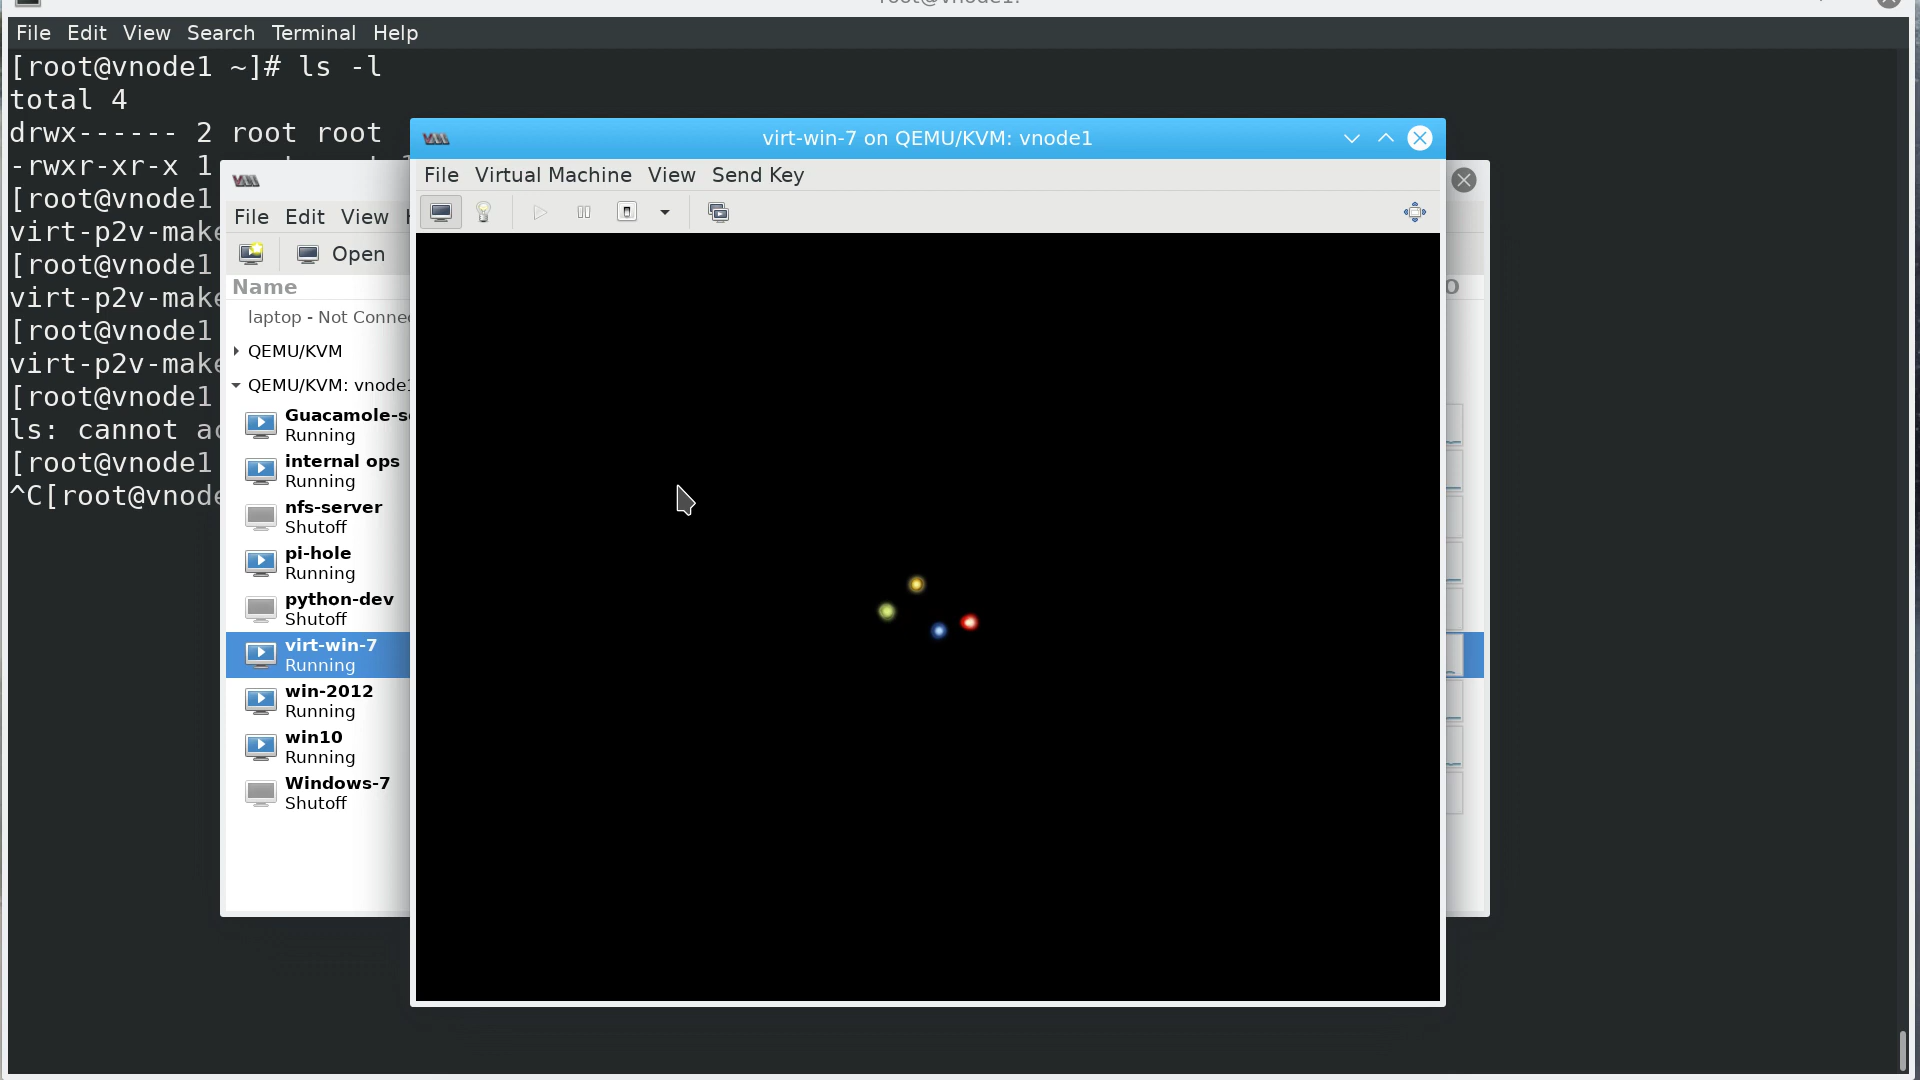 File Edit View Search Terminal Help
[root@vnode1 ~]# ls -l
total 4
drwx------ 2 root root
-rwxr-xr-x 1
[root@vnode1
virt-p2v-make
[root@vnode1
virt-p2v-make
[root@vnode1
virt-p2v-make
[root@vnode1
ls: cannot ac
[root@vnode1
^C[root@vnode
File Edit View
Open
Name
laptop - Not Connec
QEMU/KVM
QEMU/KVM: vnode1
Guacamole-se
Running
internal ops
Running
nfs-server
Shutoff
pi-hole
Running
python-dev
Shutoff
virt-win-7
Running
win-2012
Running
win10
Running
Windows-7
Shutoff
virt-win-7 on QEMU/KVM: vnode1
File Virtual Machine View Send Key